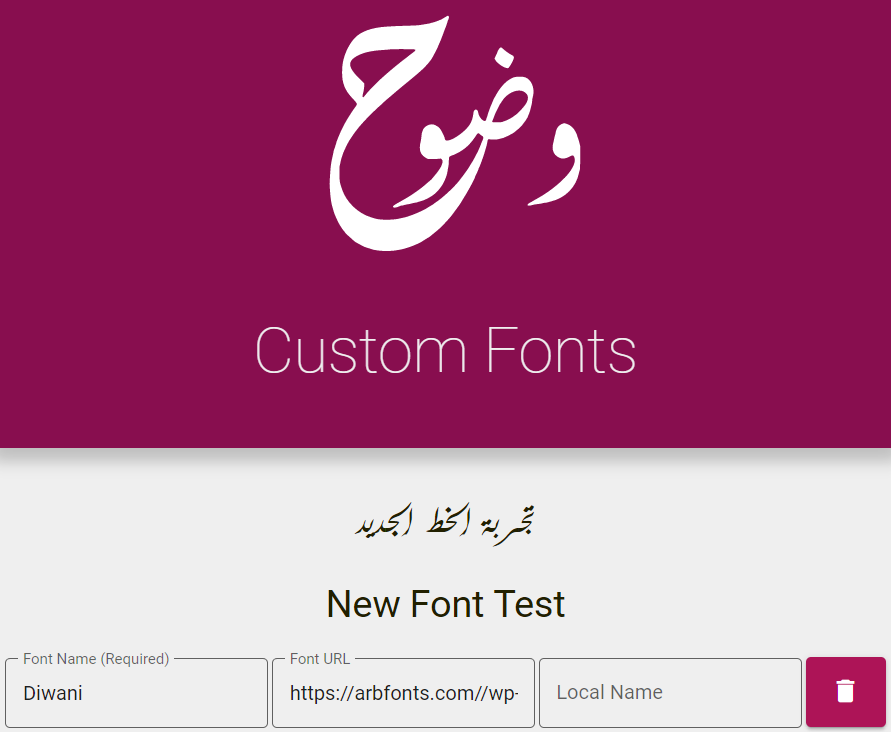 وضوح
Custom Fonts
تجربة الخط الجديد
New Font Test
Font Name (Required)
Diwani
Font URL
https://arbfonts.com//wp-
Local Name